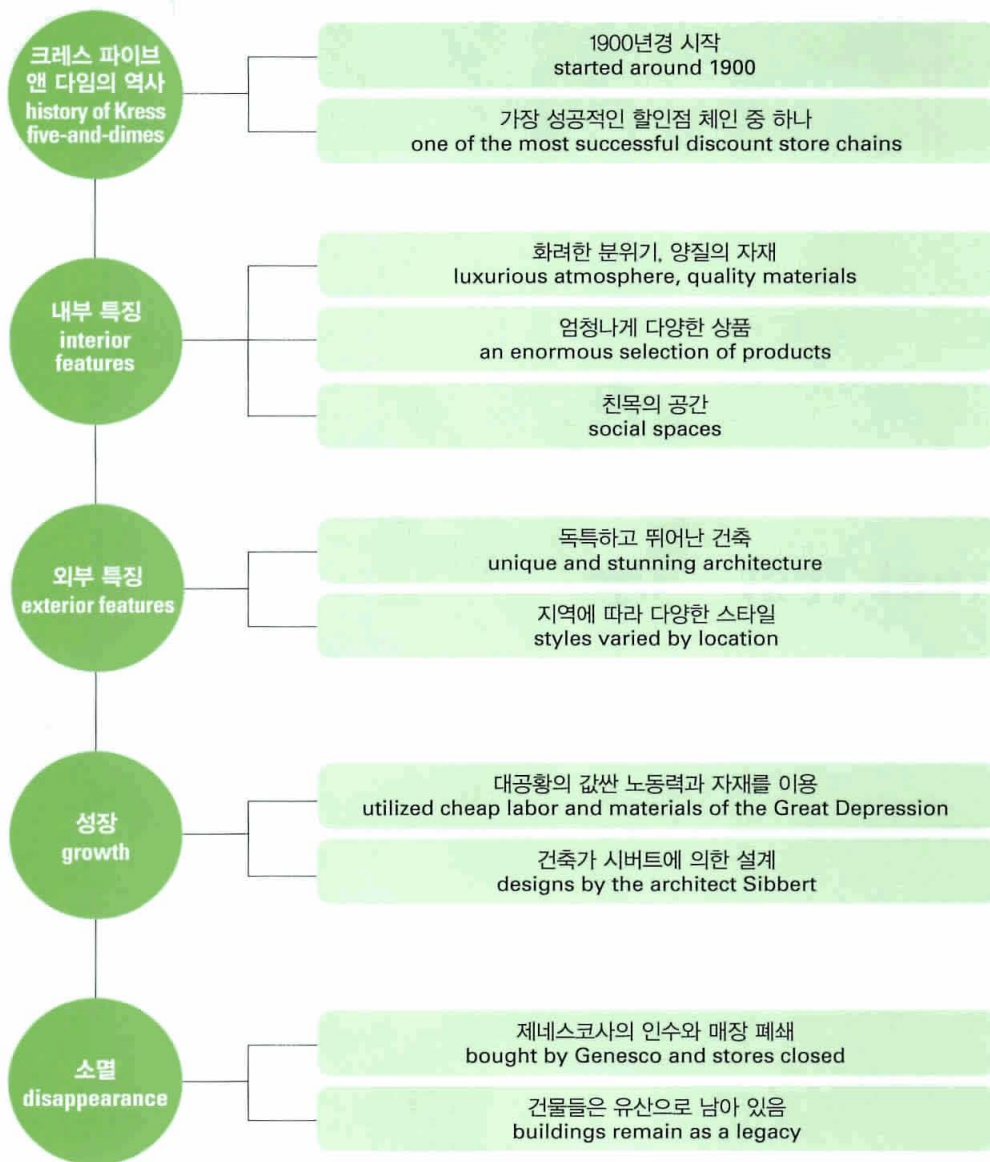 크레스 파이브
앤 다임의 역사
history of Kress
five-and-dimes
1900년경 시작
started around 1900
가장 성공적인 할인점 체인 중 하나
one of the most successful discount store chains
내부 특징
interior
features
화려한 분위기, 양질의 자재
luxurious atmosphere, quality materials
엄청나게 다양한 상품
an enormous selection of products
친목의 공간
social spaces
외부 특징
exterior features
독특하고 뛰어난 건축
unique and stunning architecture
지역에 따라 다양한 스타일
styles varied by location
성장
growth
대공황의 값싼 노동력과 자재를 이용
utilized cheap labor and materials of the Great Depression
건축가 시버트에 의한 설계
designs by the architect Sibbert
소멸
disappearance
제네스코사의 인수와 매장 폐쇄
bought by Genesco and stores closed
건물들은 유산으로 남아 있음
buildings remain as a legacy